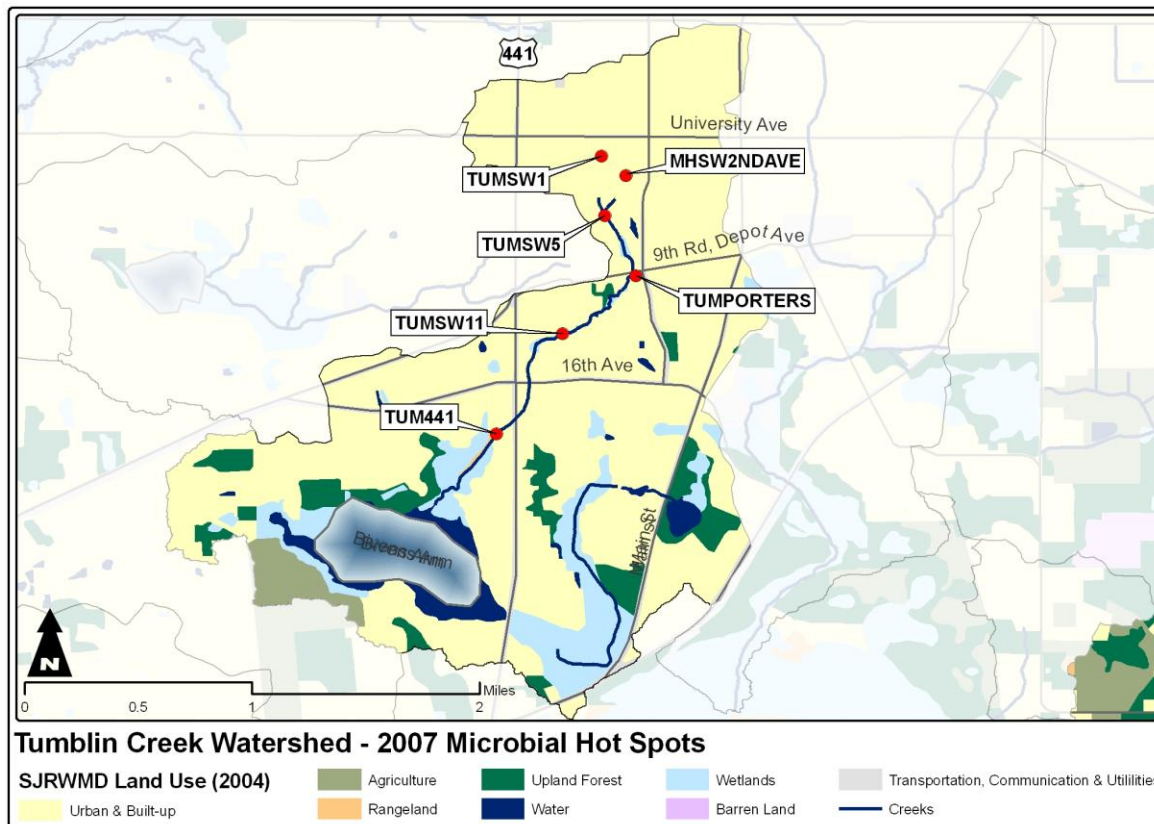 441
University Ave
MHSW2NDAVE
TUMSW1
TUMSW5
9th Rd, Depot Ave
TUMPORTERS
TUMSW11
16th Ave
TUM441
Main St
N
Miles
0 0.5 1 2
Tumblin Creek Watershed - 2007 Microbial Hot Spots
SJRWMD Land Use (2004)
Agriculture
Upland Forest
Wetlands
Transportation, Communication & Utilities
Urban & Built-up
Rangeland
Water
Barren Land
Creeks